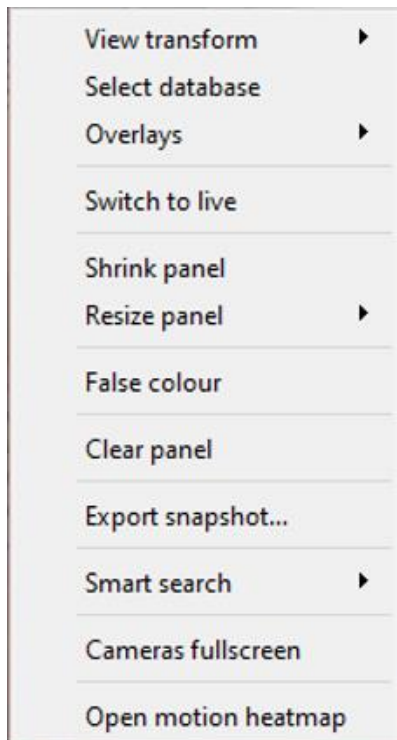 View transform
Select database
Overlays
Switch to live
Shrink panel
Resize panel
False colour
Clear panel
Export snapshot...
Smart search
Cameras fullscreen
Open motion heatmap